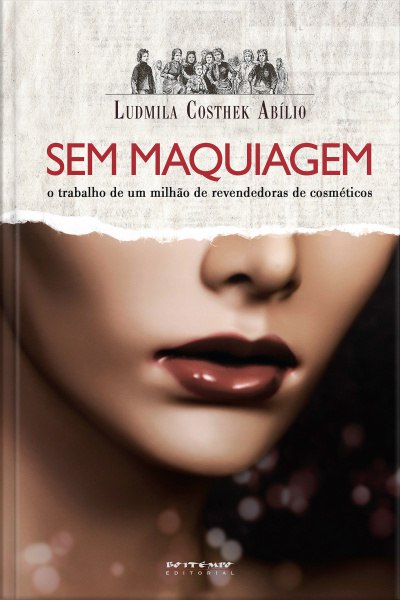 LUDMILA COSTHEK ABÍLIO
SEM MAQUIAGEM
o trabalho de um milhão de revendedoras de cosméticos
BOITEMPO
EDITORIAL